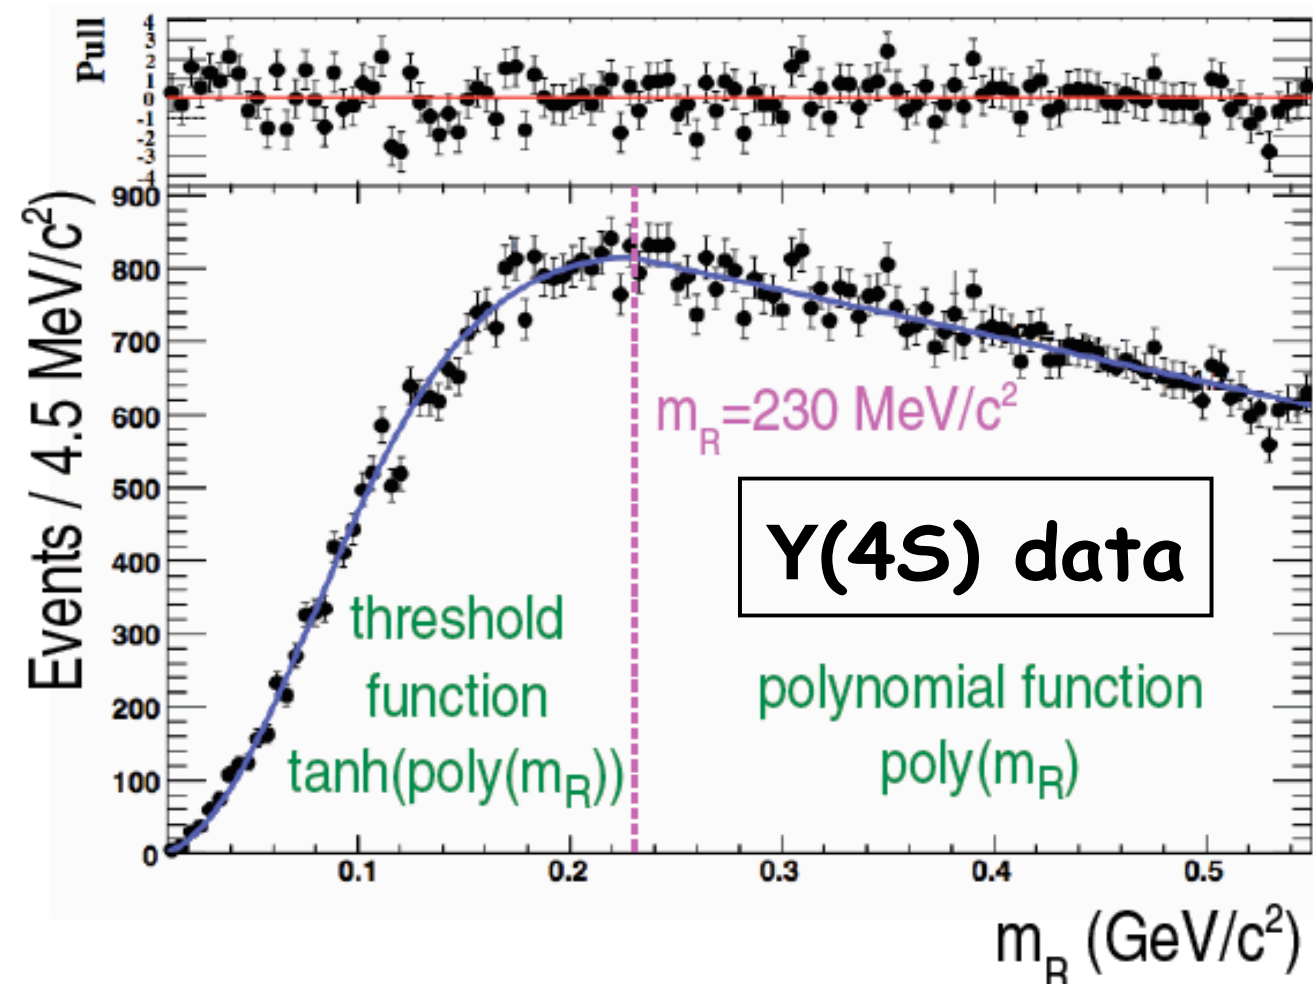 Pull
4
3
2
1
0
-1
-2
-3
-4
Events / 4.5 MeV/c²)
900
800
700
600
500
400
300
200
100
0
m_R=230 MeV/c²
Y(4S) data
threshold
function
tanh(poly(m_R))
polynomial function
poly(m_R)
0.1 0.2 0.3 0.4 0.5
m_R (GeV/c²)